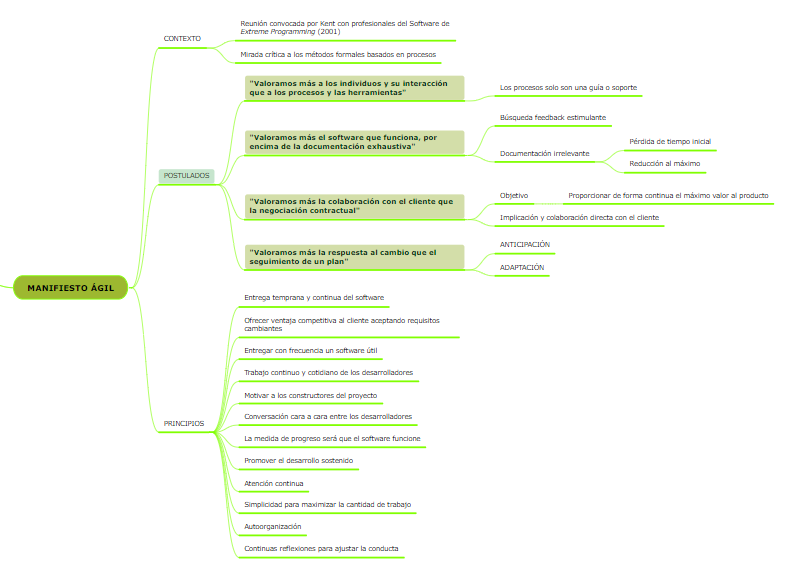 MANIFIESTO ÁGIL
CONTEXTO
Reunión convocada por Kent con profesionales del Software de
Extreme Programming (2001)
Mirada crítica a los métodos formales basados en procesos
POSTULADOS
"Valoramos más a los individuos y su interacción
que a los procesos y las herramientas"
Los procesos solo son una guía o soporte
"Valoramos más el software que funciona, por
encima de la documentación exhaustiva"
Búsqueda feedback estimulante
Documentación irrelevante
Pérdida de tiempo inicial
Reducción al máximo
"Valoramos más la colaboración con el cliente que
la negociación contractual"
Objetivo
Proporcionar de forma continua el máximo valor al producto
Implicación y colaboración directa con el cliente
"Valoramos más la respuesta al cambio que el
seguimiento de un plan"
ANTICIPACIÓN
ADAPTACIÓN
PRINCIPIOS
Entrega temprana y continua del software
Ofrecer ventaja competitiva al cliente aceptando requisitos
cambiantes
Entregar con frecuencia un software útil
Trabajo continuo y cotidiano de los desarrolladores
Motivar a los constructores del proyecto
Conversación cara a cara entre los desarrolladores
La medida de progreso será que el software funcione
Promover el desarrollo sostenido
Atención continua
Simplicidad para maximizar la cantidad de trabajo
Autoorganización
Continuas reflexiones para ajustar la conducta